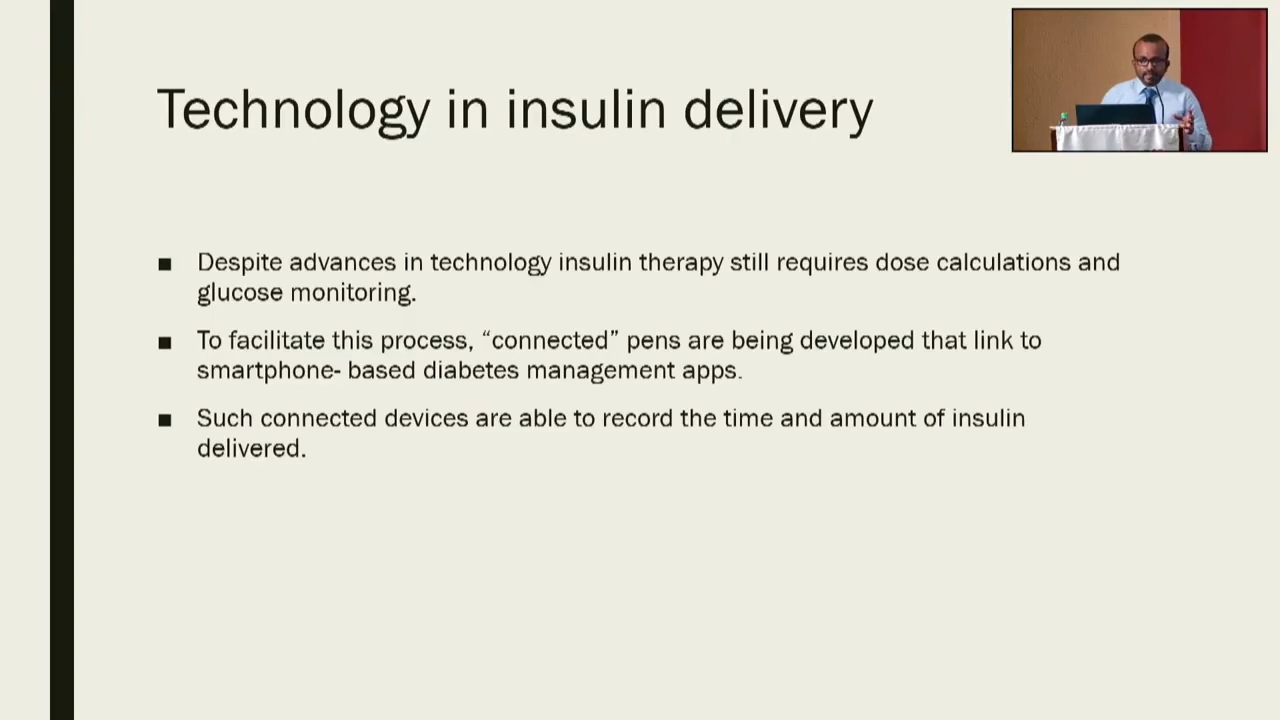 Technology in insulin delivery
■ Despite advances in technology insulin therapy still requires dose calculations and
glucose monitoring.
■ To facilitate this process, “connected” pens are being developed that link to
smartphone- based diabetes management apps.
■ Such connected devices are able to record the time and amount of insulin
delivered.